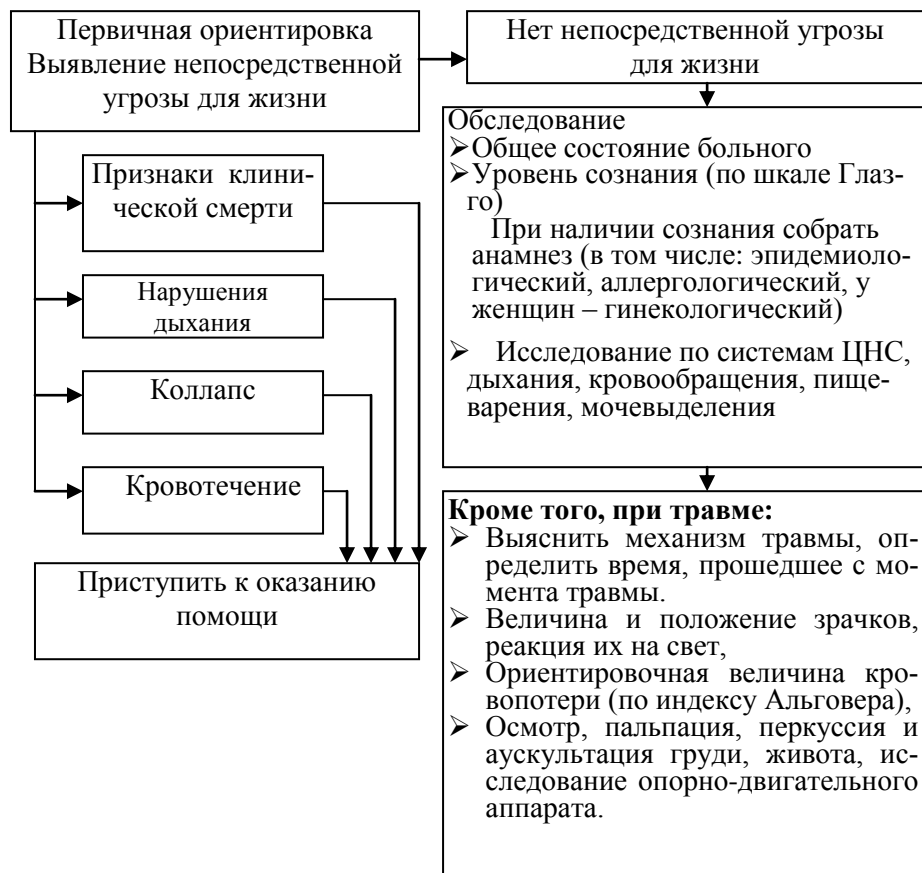 Первичная ориентировка
Выявление непосредственной
угрозы для жизни
Нет непосредственной угрозы
для жизни
Признаки клини-
ческой смерти
Нарушения
дыхания
Коллапс
Кровотечение
Приступить к оказанию
помощи
Обследование
➢Общее состояние больного
➢Уровень сознания (по шкале Глаз-
го)
При наличии сознания собрать
анамнез (в том числе: эпидемиоло-
гический, аллергологический, у
женщин – гинекологический)
➢ Исследование по системам ЦНС,
дыхания, кровообращения, пище-
варения, мочевыделения
Кроме того, при травме:
➢ Выяснить механизм травмы, оп-
ределить время, прошедшее с мо-
мента травмы.
➢ Величина и положение зрачков,
реакция их на свет,
➢ Ориентировочная величина кро-
вопотери (по индексу Альговера),
➢ Осмотр, пальпация, перкуссия и
аускультация груди, живота, ис-
следование опорно-двигательного
аппарата.